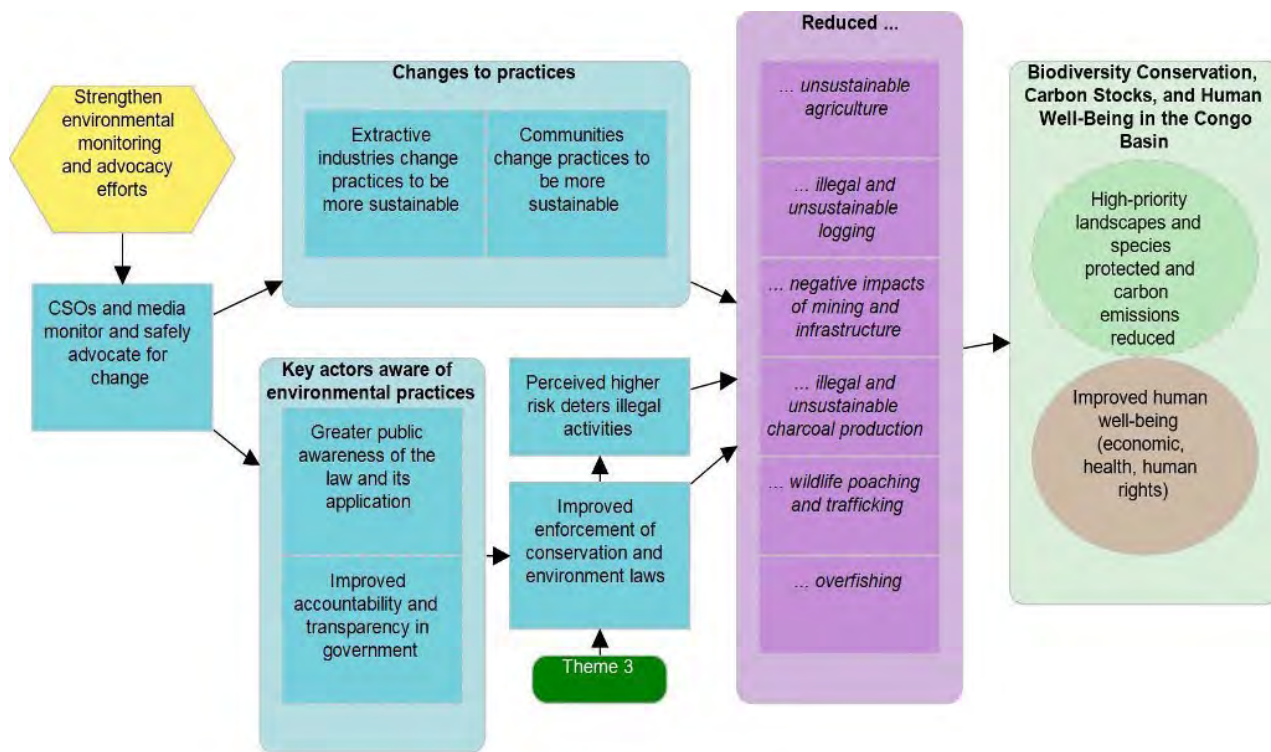 Strengthen
environmental
monitoring
and advocacy
efforts
CSOs and media
monitor and safely
advocate for
change
Changes to practices
Extractive
industries change
practices to be
more sustainable
Communities
change practices to
be more
sustainable
Key actors aware of
environmental practices
Greater public
awareness of the
law and its
application
Improved
accountability and
transparency in
government
Perceived higher
risk deters illegal
activities
Improved
enforcement of
conservation and
environment laws
Theme 3
Reduced ...
... unsustainable
agriculture
... illegal and
unsustainable
logging
... negative impacts
of mining and
infrastructure
... illegal and
unsustainable
charcoal production
... wildlife poaching
and trafficking
... overfishing
Biodiversity Conservation,
Carbon Stocks, and Human
Well-Being in the Congo
Basin
High-priority
landscapes and
species
protected and
carbon
emissions
reduced
Improved human
well-being
(economic,
health, human
rights)